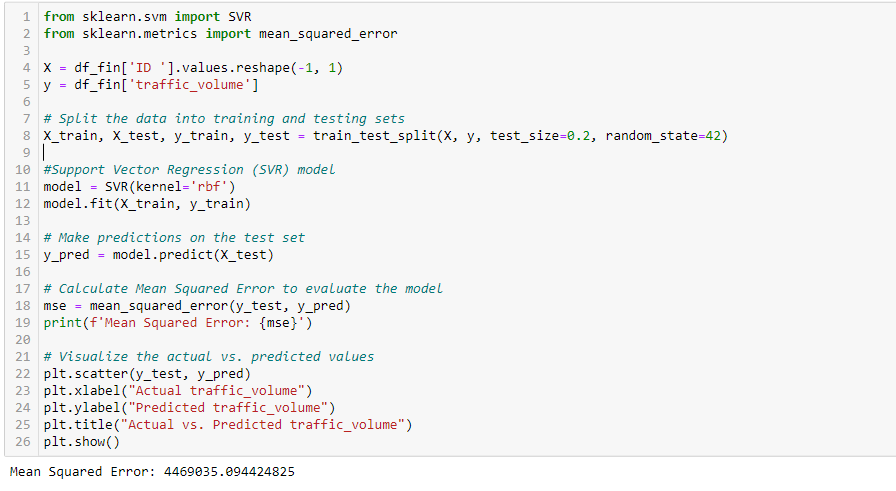 1 from sklearn.svm import SVR
2 from sklearn.metrics import mean_squared_error
3
4 X = df_fin['ID '].values.reshape(-1, 1)
5 y = df_fin['traffic_volume']
6
7 # Split the data into training and testing sets
8 X_train, X_test, y_train, y_test = train_test_split(X, y, test_size=0.2, random_state=42)
9
10 #Support Vector Regression (SVR) model
11 model = SVR(kernel='rbf')
12 model.fit(X_train, y_train)
13
14 # Make predictions on the test set
15 y_pred = model.predict(X_test)
16
17 # Calculate Mean Squared Error to evaluate the model
18 mse = mean_squared_error(y_test, y_pred)
19 print(f'Mean Squared Error: {mse}')
20
21 # Visualize the actual vs. predicted values
22 plt.scatter(y_test, y_pred)
23 plt.xlabel("Actual traffic_volume")
24 plt.ylabel("Predicted traffic_volume")
25 plt.title("Actual vs. Predicted traffic_volume")
26 plt.show()
Mean Squared Error: 4469035.094424825